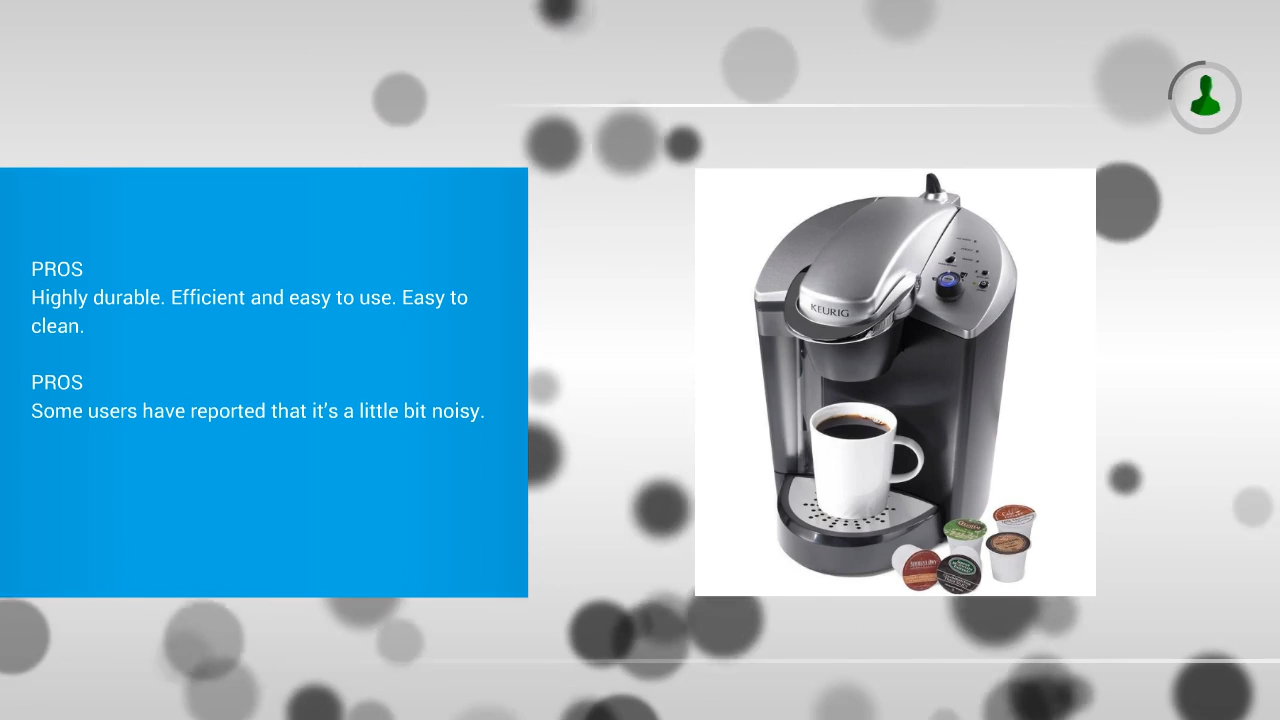 PROS
Highly durable. Efficient and easy to use. Easy to
clean.
PROS
Some users have reported that it’s a little bit noisy.
KEURIG